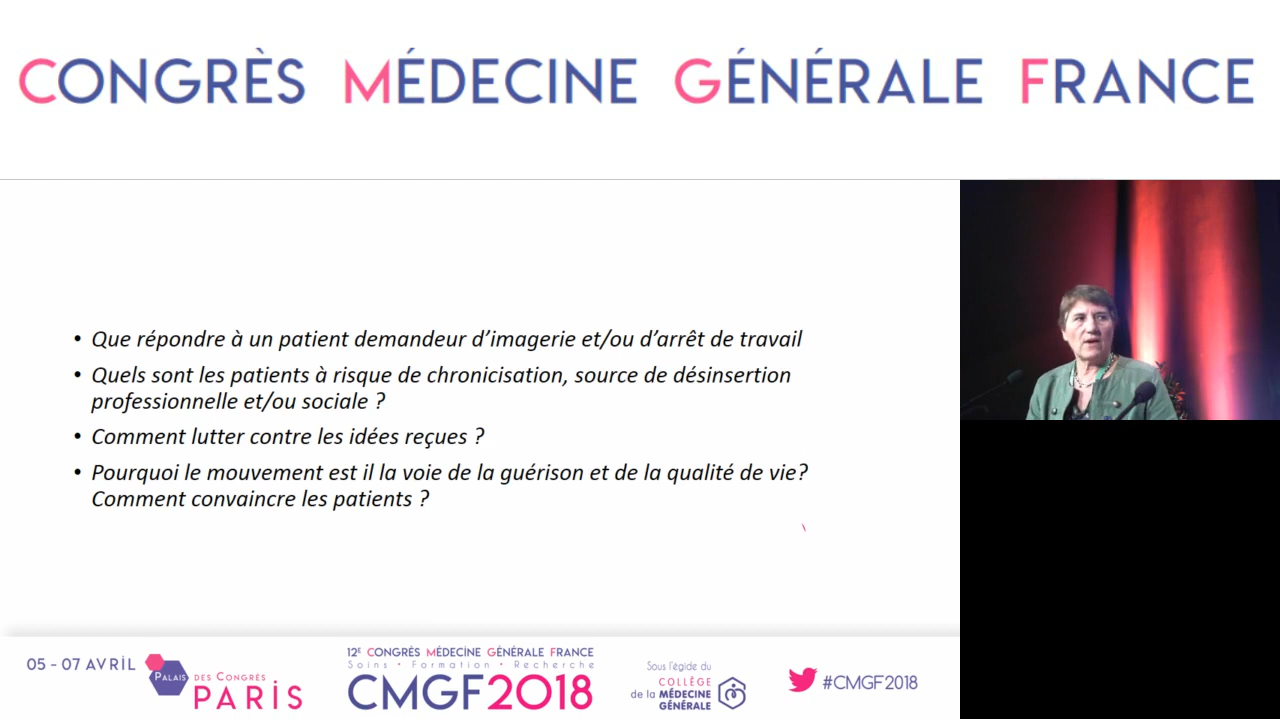 CONGRÈS MÉDECINE GÉNÉRALE FRANCE
• Que répondre à un patient demandeur d’imagerie et/ou d’arrêt de travail
• Quels sont les patients à risque de chronicisation, source de désinsertion
professionnelle et/ou sociale ?
• Comment lutter contre les idées reçues ?
• Pourquoi le mouvement est il la voie de la guérison et de la qualité de vie?
Comment convaincre les patients ?
05 - 07 AVRIL
PALAIS DES CONGRÈS
PARIS
12E CONGRÈS MÉDECINE GÉNÉRALE FRANCE
Soins • Formation • Recherche
CMGF2018
Sous l'égide du
COLLÈGE
de la MÉDECINE
GÉNÉRALE
#CMGF2018